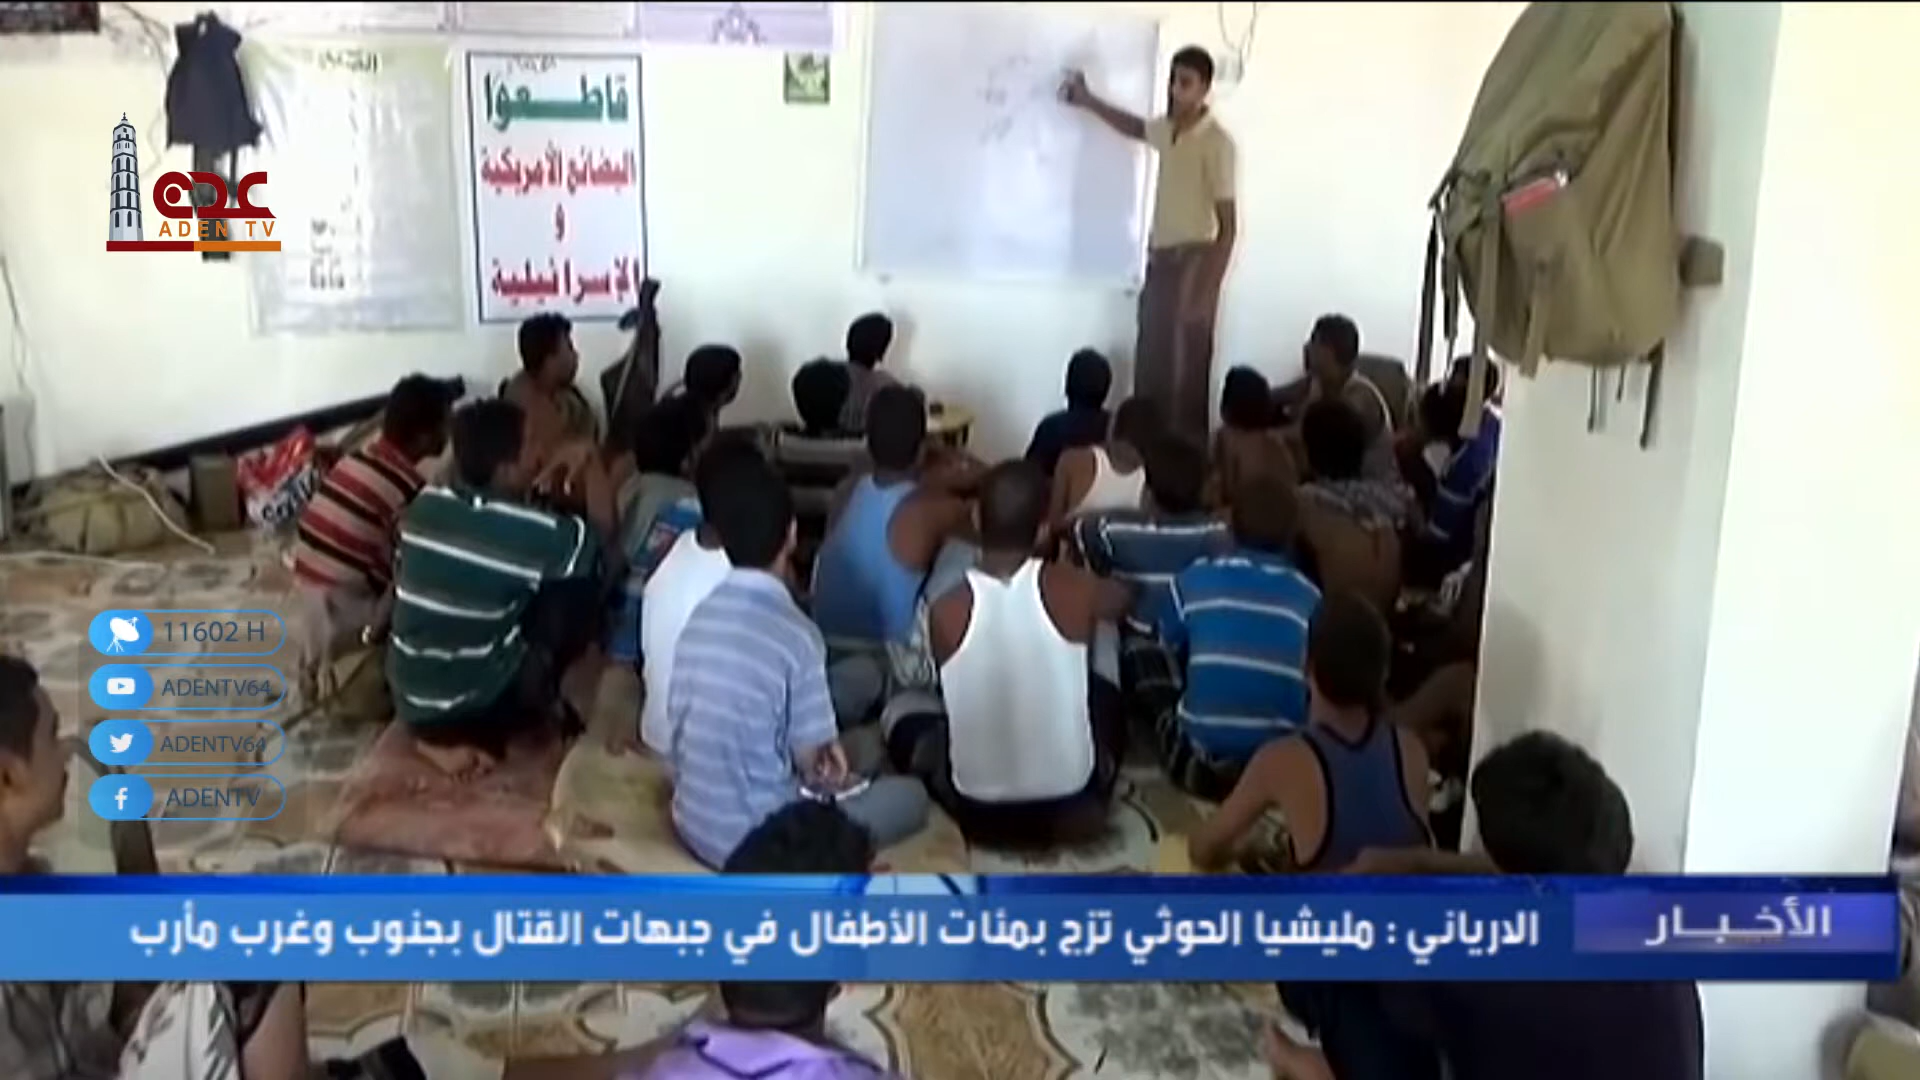 قاطعوا
البضائع الأمريكية
و
الإسرائيلية
عدن
ADEN TV
11602 H
ADENTV64
ADENTV64
ADENTV
الأخبار
الارياني : مليشيا الحوثي تزج بمئات الأطفال في جبهات القتال بجنوب وغرب مأرب